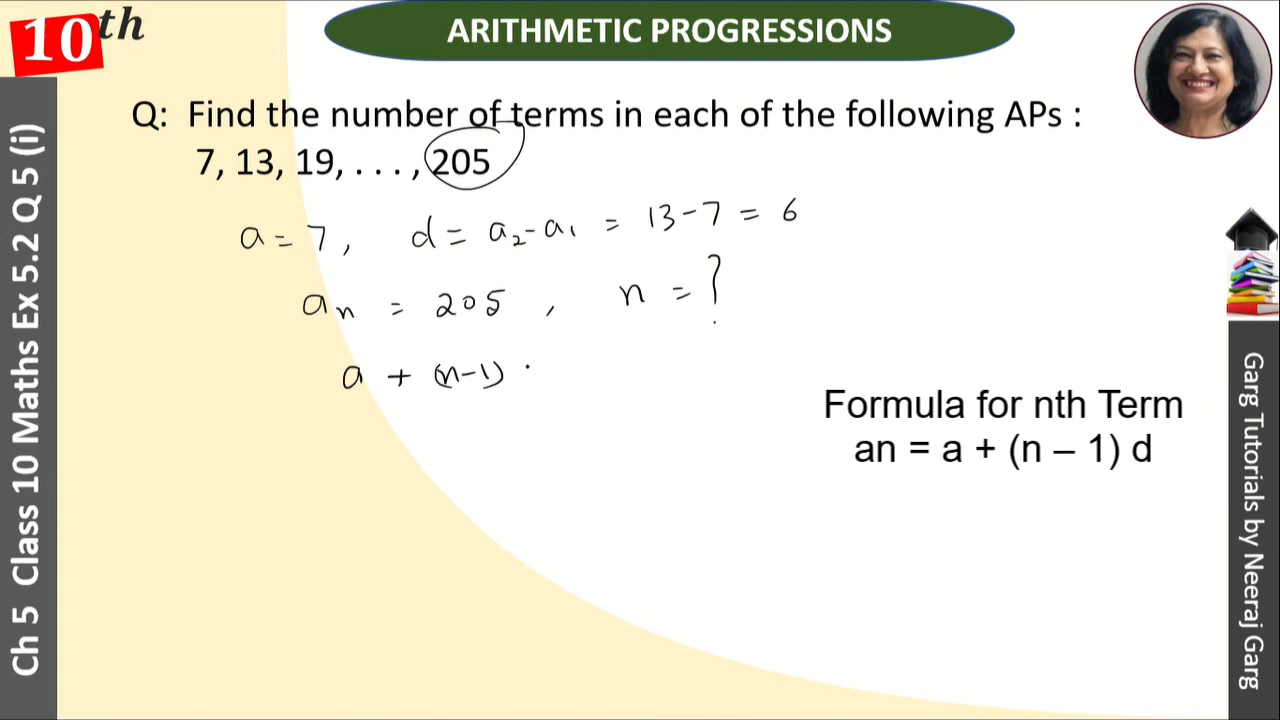 10th
ARITHMETIC PROGRESSIONS
Q: Find the number of terms in each of the following APs :
7, 13, 19, . . . , 205
a = 7, d = a₂ - a₁ = 13 - 7 = 6
aₙ = 205, n = ?
a + (n-1) ·
Formula for nth Term
an = a + (n – 1) d
Ch 5 Class 10 Maths Ex 5.2 Q 5 (i)
Garg Tutorials by Neeraj Garg